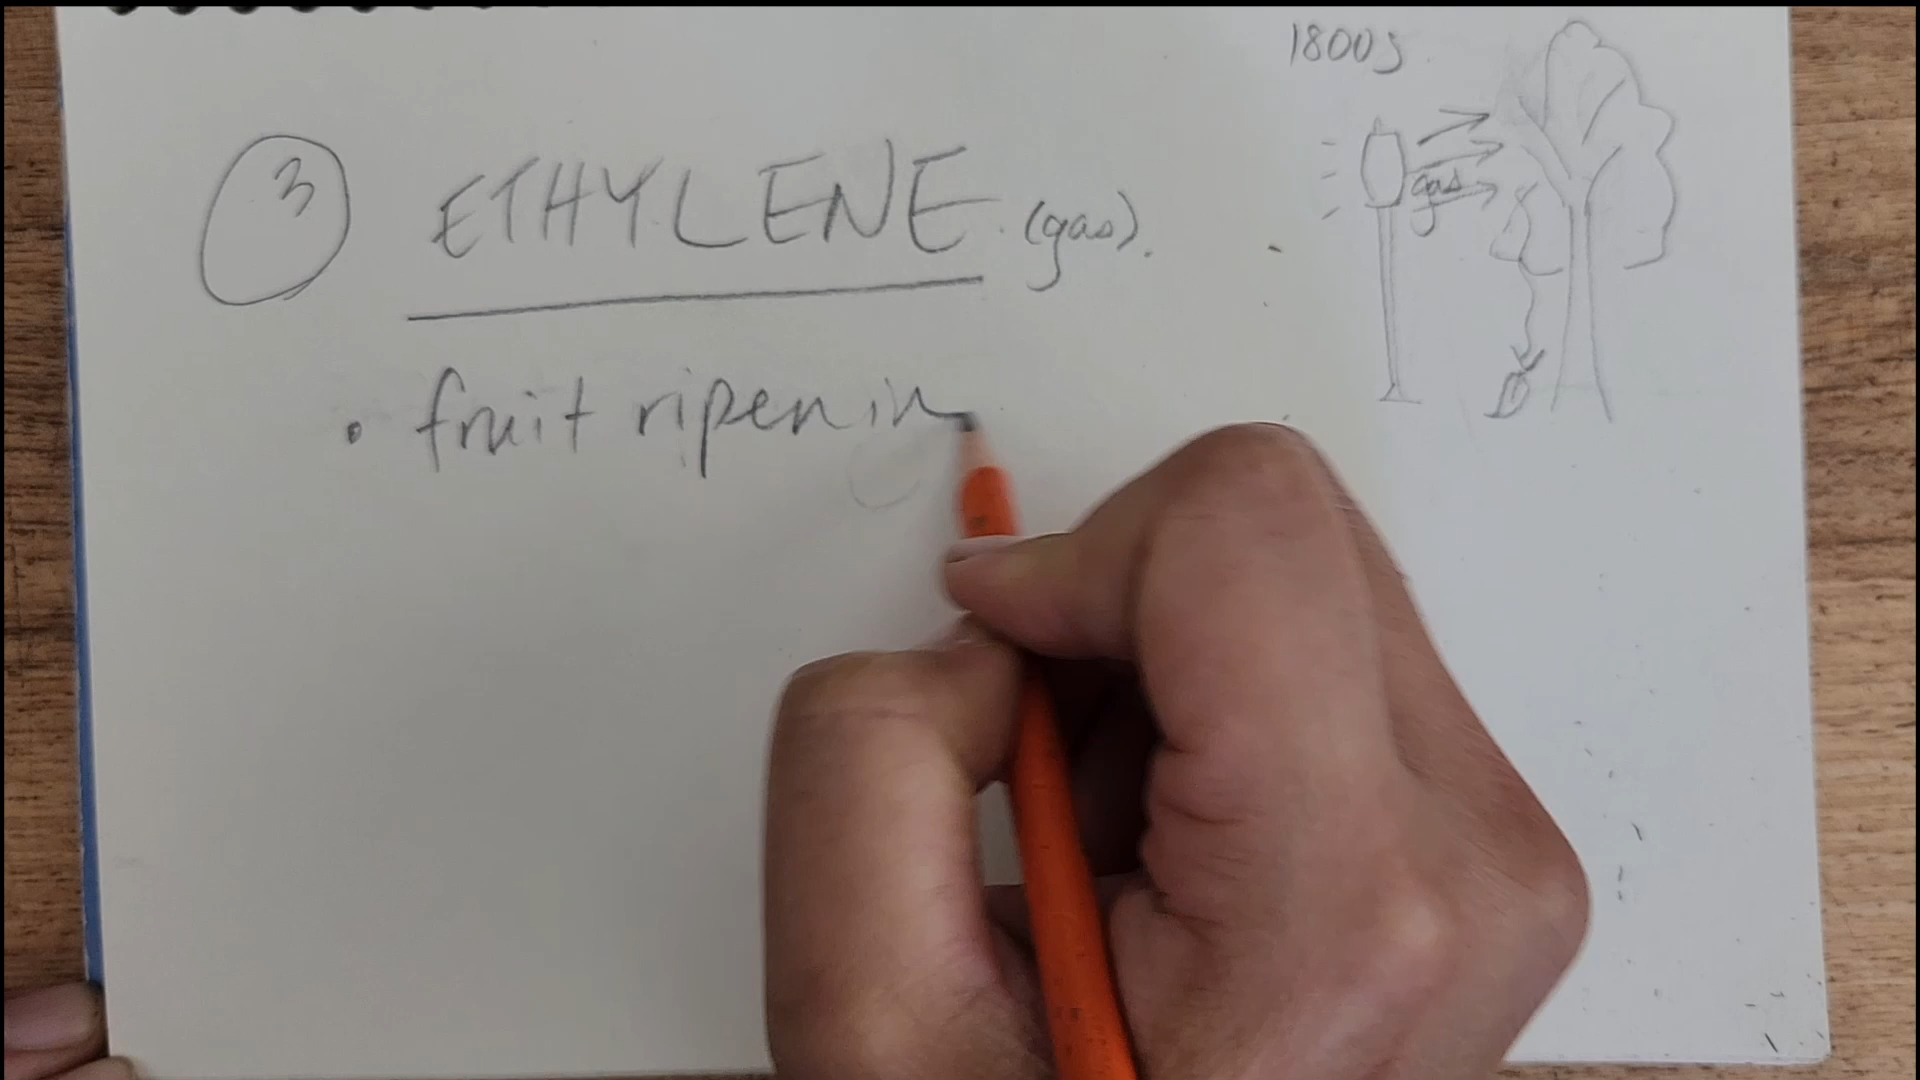 1800s
gas
3 ETHYLENE (gas).
• fruit ripenin